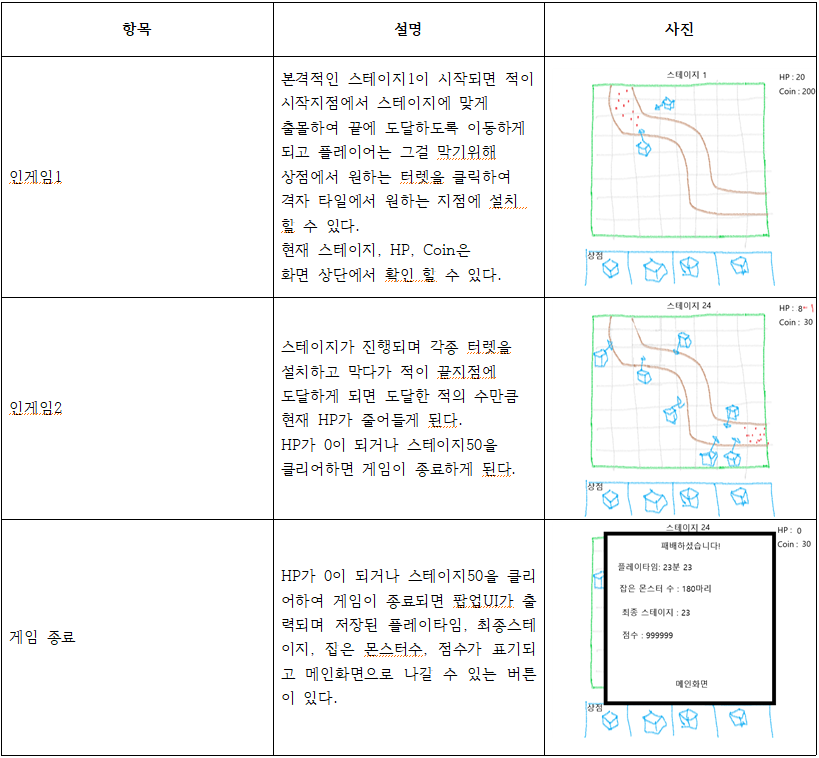 항목 설명 사진
인게임1
본격적인 스테이지1이 시작되면 적이
시작지점에서 스테이지에 맞게
출몰하여 끝에 도달하도록 이동하게
되고 플레이어는 그걸 막기위해
상점에서 원하는 터렛을 클릭하여
격자 타일에서 원하는 지점에 설치
할 수 있다.
현재 스테이지, HP, Coin은
화면 상단에서 확인 할 수 있다.
스테이지 1
HP : 20
Coin : 200
상점
인게임2
스테이지가 진행되며 각종 터렛을
설치하고 막다가 적이 끝지점에
도달하게 되면 도달한 적의 수만큼
현재 HP가 줄어들게 된다.
HP가 0이 되거나 스테이지50을
클리어하면 게임이 종료하게 된다.
스테이지 24
HP : 8 - 1
Coin : 30
상점
게임 종료
HP가 0이 되거나 스테이지50을 클리
어하여 게임이 종료되면 팝업UI가 출
력되며 저장된 플레이타임, 최종스테
이지, 잡은 몬스터수, 점수가 표기되
고 메인화면으로 나갈 수 있는 버튼
이 있다.
스테이지 24
HP : 0
Coin : 30
패배하셨습니다!
플레이타임: 23분 23
잡은 몬스터 수 : 180마리
최종 스테이지 : 23
점수 : 999999
메인화면
상점